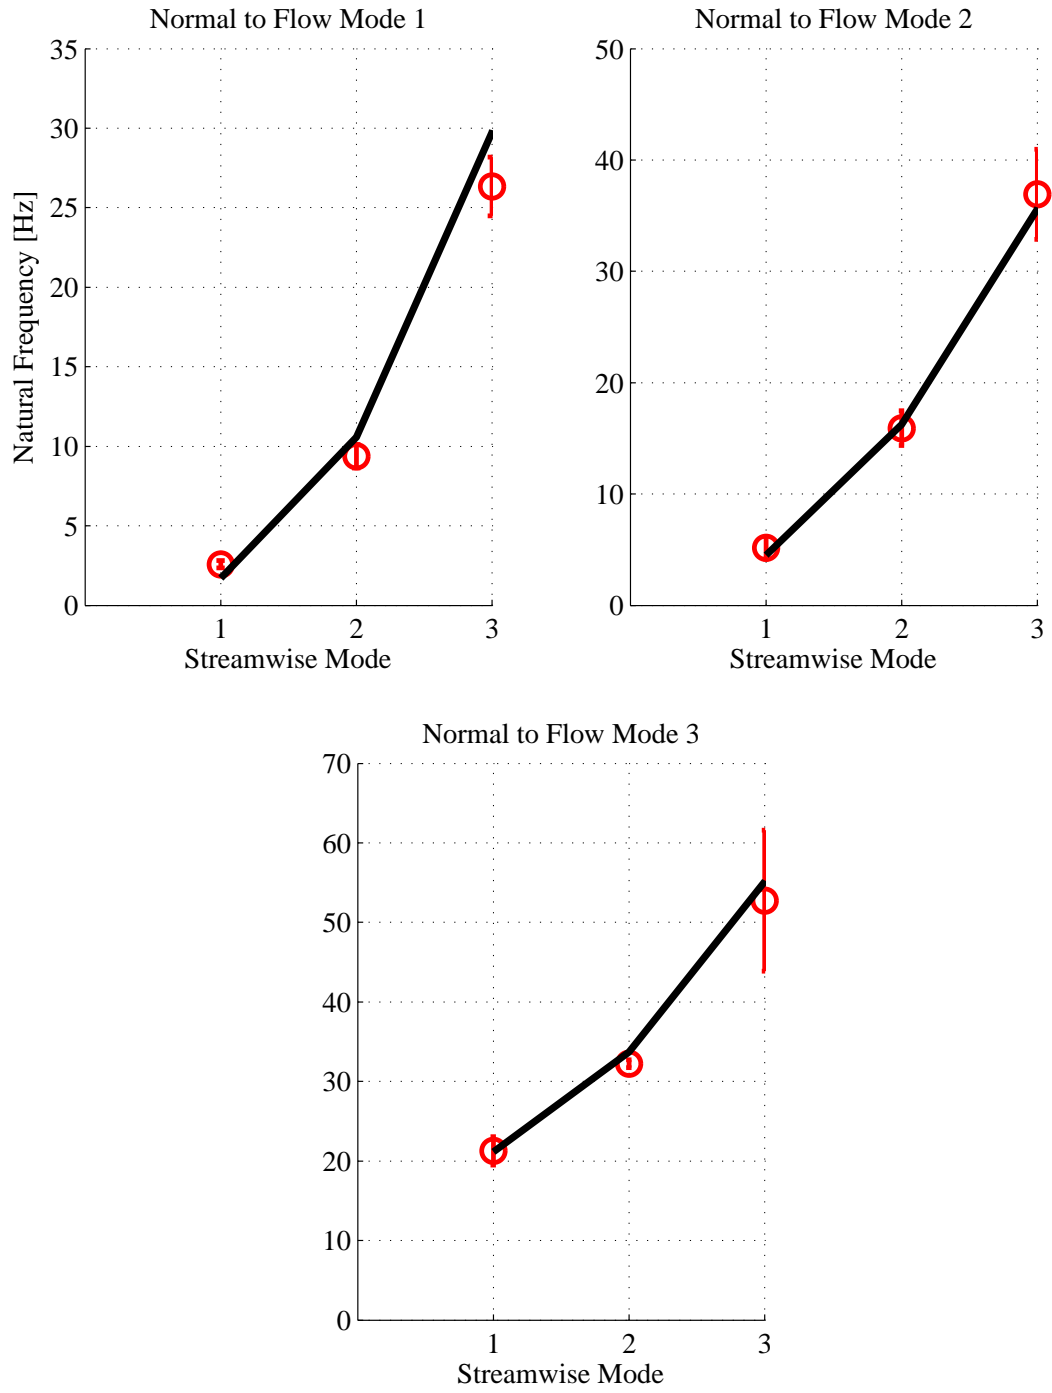 Normal to Flow Mode 1
35
30
25
20
15
10
5
0
Natural Frequency [Hz]
1 2 3
Streamwise Mode
Normal to Flow Mode 2
50
40
30
20
10
0
1 2 3
Streamwise Mode
Normal to Flow Mode 3
70
60
50
40
30
20
10
0
1 2 3
Streamwise Mode